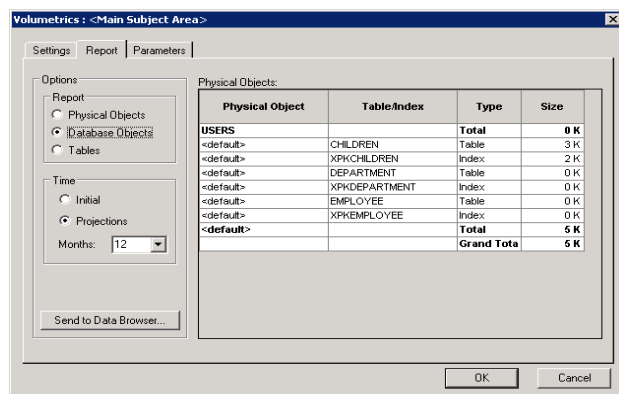 Volumetrics : <Main Subject Area>
Settings Report Parameters
Options
Report
Physical Objects
Database Objects
Tables
Time
Initial
Projections
Months: 12
Send to Data Browser...
Physical Objects:
Physical Object Table/Index Type Size
USERS Total 0 K
<default> CHILDREN Table 3 K
<default> XPKCHILDREN Index 2 K
<default> DEPARTMENT Table 0 K
<default> XPKDEPARTMENT Index 0 K
<default> EMPLOYEE Table 0 K
<default> XPKEMPLOYEE Index 0 K
<default> Total 5 K
Grand Tota 5 K
OK Cancel